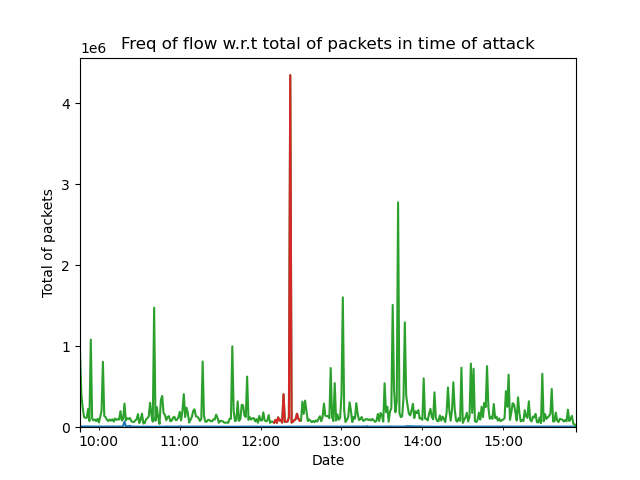 Freq of flow w.r.t total of packets in time of attack
1e6
Total of packets
4
3
2
1
0
10:00 11:00 12:00 13:00 14:00 15:00
Date